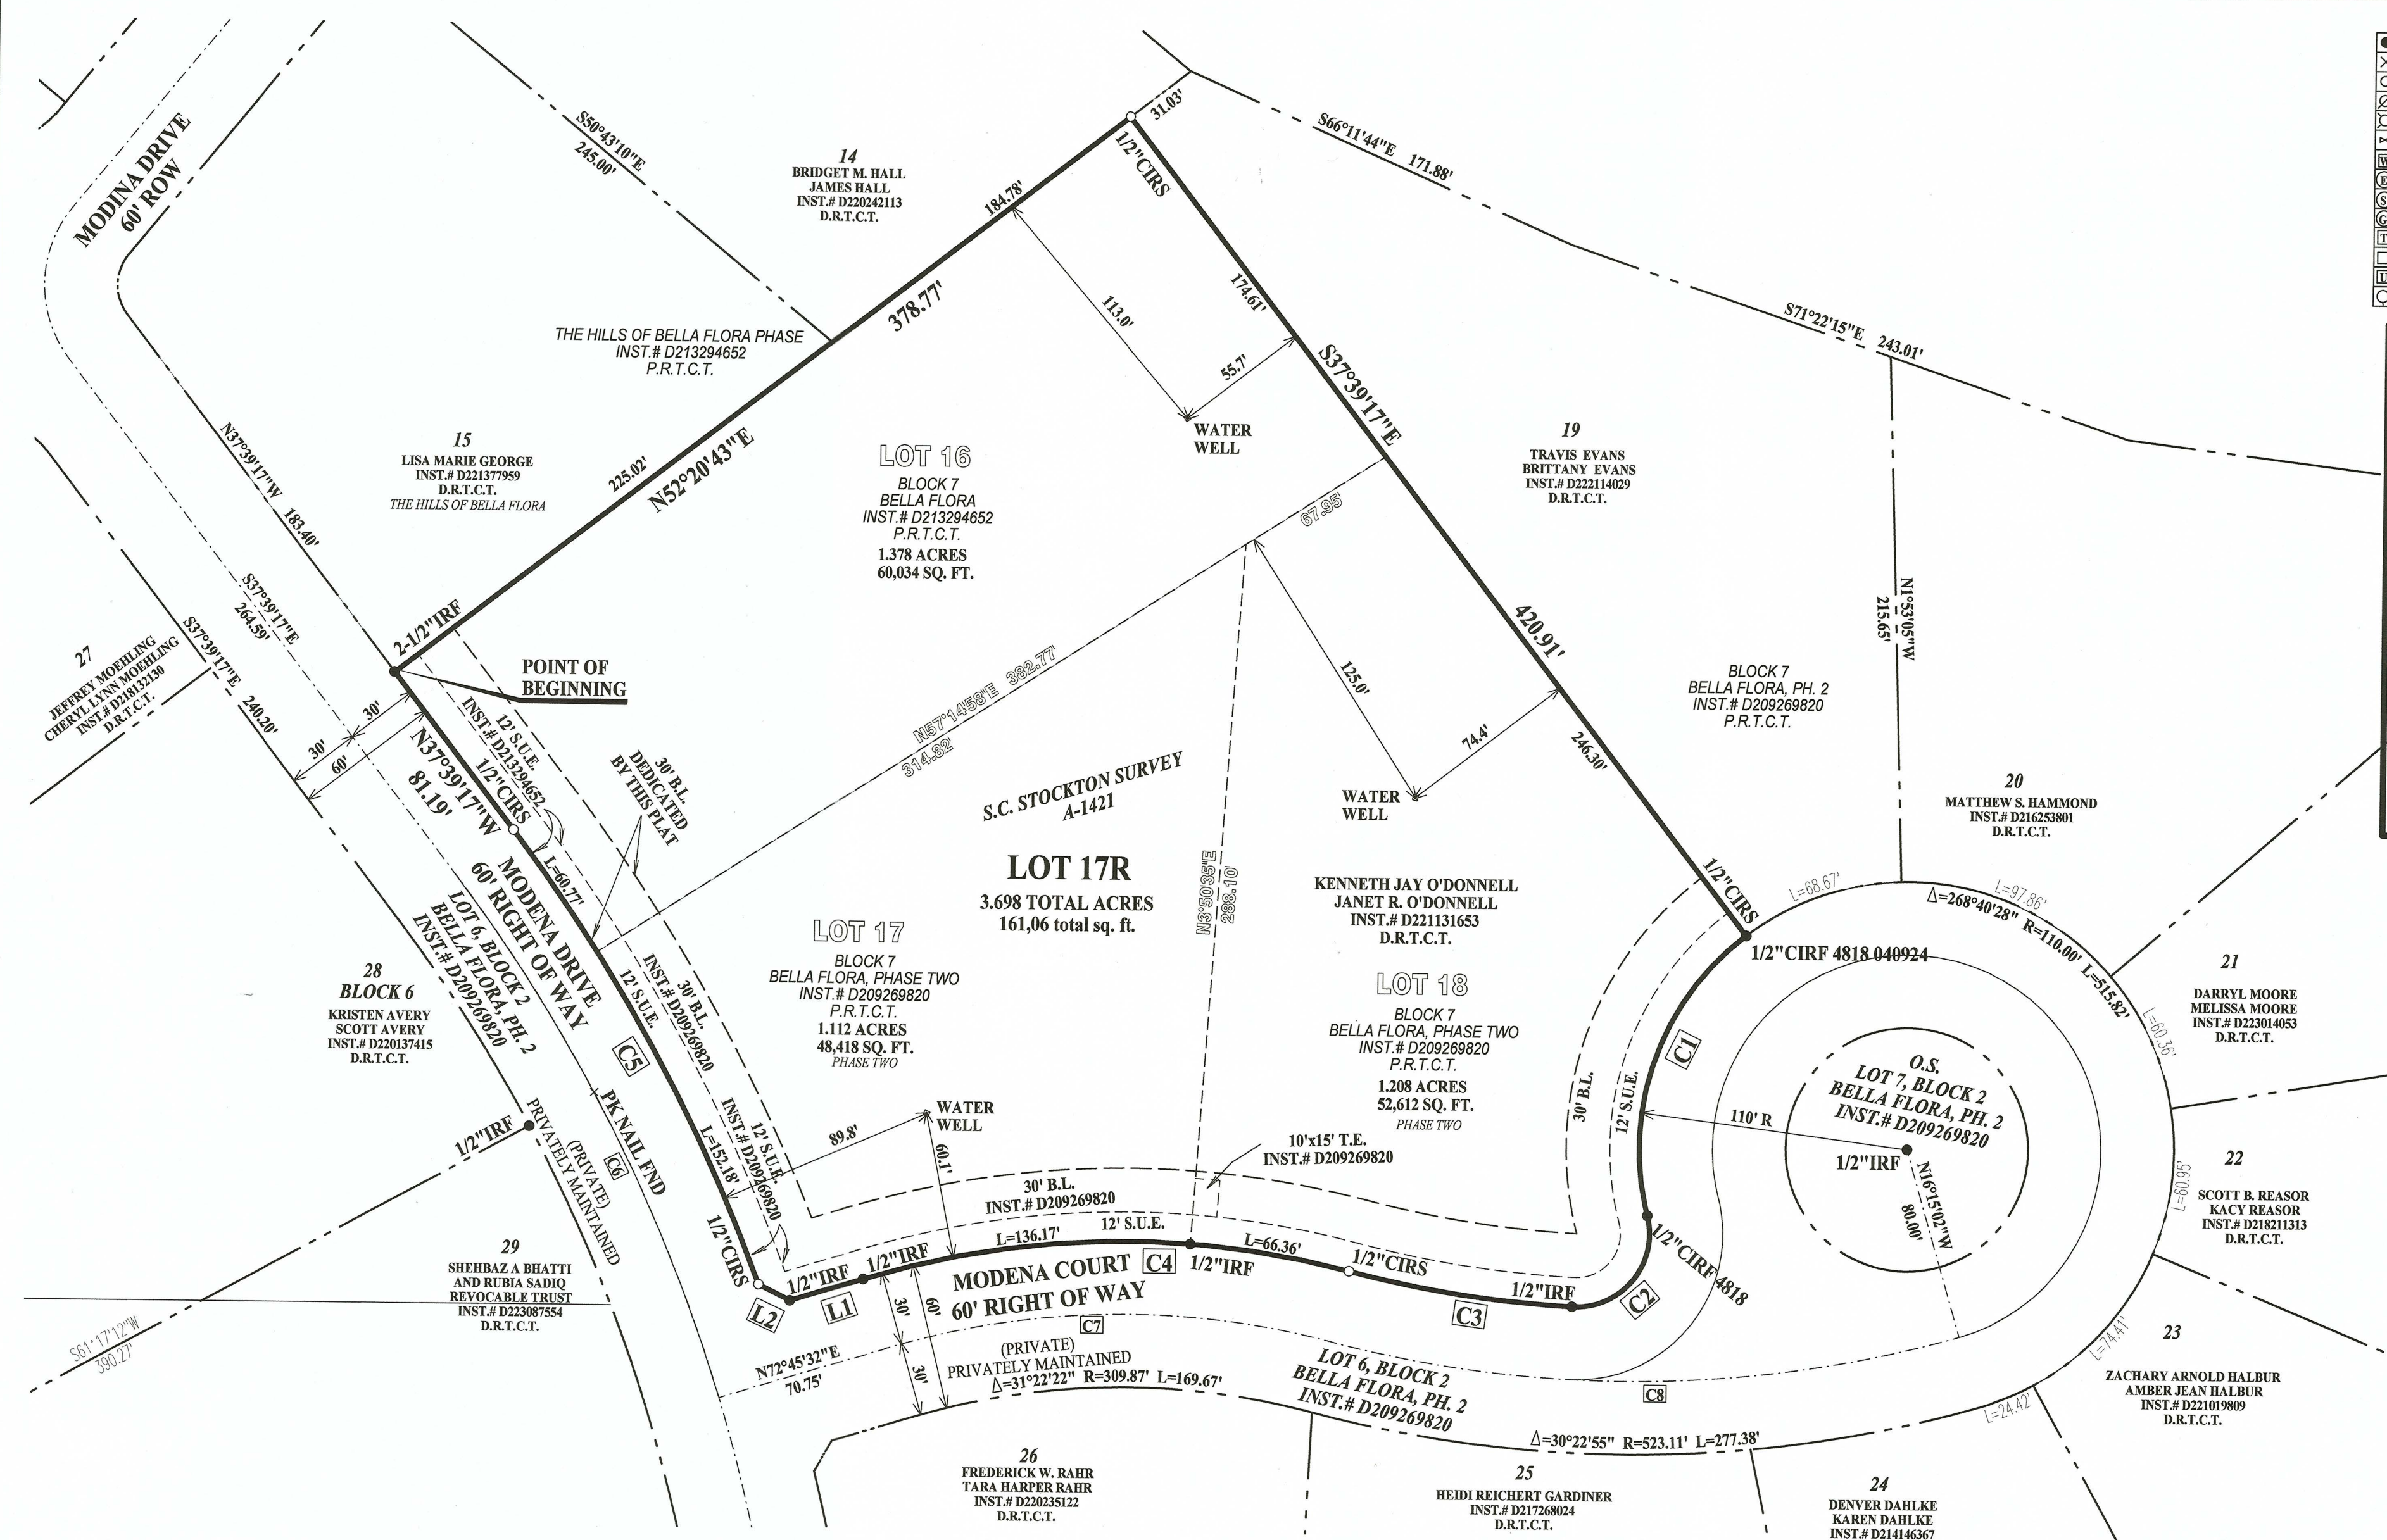 MODINA DRIVE
60' ROW
S50°43'10"E
245.00'
14
BRIDGET M. HALL
JAMES HALL
INST.# D220242113
D.R.T.C.T.
184.78'
31.03'
1/2"CIRS
S66°11'44"E 171.88'
S71°22'15"E 243.01'
174.61'
113.0'
55.7'
WATER
WELL
378.77'
THE HILLS OF BELLA FLORA PHASE
INST.# D213294652
P.R.T.C.T.
S37°39'17"E
N37°39'17"W 183.40'
15
LISA MARIE GEORGE
INST.# D221377959
D.R.T.C.T.
THE HILLS OF BELLA FLORA
225.02'
N52°20'43"E
LOT 16
BLOCK 7
BELLA FLORA
INST.# D213294652
P.R.T.C.T.
1.378 ACRES
60,034 SQ. FT.
67.95'
19
TRAVIS EVANS
BRITTANY EVANS
INST.# D222114029
D.R.T.C.T.
N1°53'05"W
215.65'
S37°39'17"E
264.59'
S37°39'17"E 240.20'
27
JEFFREY MOEHLING
CHERYL LYNN MOEHLING
INST.# D218132130
D.R.T.C.T.
2-1/2"IRF
POINT OF
BEGINNING
30'
30'
60'
N37°39'17"W
81.19'
1/2"CIRS
12' S.U.E.
INST.# D213294652
30' B.L.
DEDICATED
BY THIS PLAT
N57°14'58"E 382.77'
314.82'
125.0'
74.4'
WATER
WELL
420.91'
246.30'
BLOCK 7
BELLA FLORA, PH. 2
INST.# D209269820
P.R.T.C.T.
20
MATTHEW S. HAMMOND
INST.# D216253801
D.R.T.C.T.
S.C. STOCKTON SURVEY
A-1421
LOT 17R
3.698 TOTAL ACRES
161,06 total sq. ft.
N3°50'35"E
288.10'
KENNETH JAY O'DONNELL
JANET R. O'DONNELL
INST.# D221131653
D.R.T.C.T.
1/2"CIRS
L=68.67'
L=97.86'
Δ=268°40'28" R=110.00' L=515.82'
1/2"CIRF 4818 040924
L=60.77'
MODENA DRIVE
60' RIGHT OF WAY
LOT 6, BLOCK 2
BELLA FLORA, PH. 2
INST.# D209269820
LOT 17
BLOCK 7
BELLA FLORA, PHASE TWO
INST.# D209269820
P.R.T.C.T.
1.112 ACRES
48,418 SQ. FT.
PHASE TWO
LOT 18
BLOCK 7
BELLA FLORA, PHASE TWO
INST.# D209269820
P.R.T.C.T.
1.208 ACRES
52,612 SQ. FT.
PHASE TWO
21
DARRYL MOORE
MELISSA MOORE
INST.# D223014053
D.R.T.C.T.
28
BLOCK 6
KRISTEN AVERY
SCOTT AVERY
INST.# D220137415
D.R.T.C.T.
12' S.U.E.
30' B.L.
INST.# D209269820
C5
C1
L=60.36'
O.S.
LOT 7, BLOCK 2
BELLA FLORA, PH. 2
INST.# D209269820
1/2"IRF
110' R
30' B.L.
12' S.U.E.
PK NAIL FND
1/2"IRF
PRIVATELY MAINTAINED
(PRIVATE)
C6
L=152.18'
12' S.U.E.
INST.# D209269820
89.8'
60.1'
WATER
WELL
10'x15' T.E.
INST.# D209269820
N16°15'02"W
80.00'
22
SCOTT B. REASOR
KACY REASOR
INST.# D218211313
D.R.T.C.T.
L=60.95'
30' B.L.
INST.# D209269820
12' S.U.E.
L=136.17'
L=66.36'
C4
1/2"IRF
1/2"CIRS
1/2"IRF
1/2"CIRF 4818
C2
C3
1/2"CIRS
1/2"IRF
1/2"IRF
L2
L1
MODENA COURT
60' RIGHT OF WAY
29
SHEHBAZ A BHATTI
AND RUBIA SADIQ
REVOCABLE TRUST
INST.# D223087554
D.R.T.C.T.
S61°17'12"W
390.27'
30'
60'
30'
N72°45'32"E
70.75'
C7
(PRIVATE)
PRIVATELY MAINTAINED
Δ=31°22'22" R=309.87' L=169.67'
LOT 6, BLOCK 2
BELLA FLORA, PH. 2
INST.# D209269820
C8
Δ=30°22'55" R=523.11' L=277.38'
L=74.41'
L=24.42'
23
ZACHARY ARNOLD HALBUR
AMBER JEAN HALBUR
INST.# D221019809
D.R.T.C.T.
26
FREDERICK W. RAHR
TARA HARPER RAHR
INST.# D220235122
D.R.T.C.T.
25
HEIDI REICHERT GARDINER
INST.# D217268024
D.R.T.C.T.
24
DENVER DAHLKE
KAREN DAHLKE
INST.# D214146367